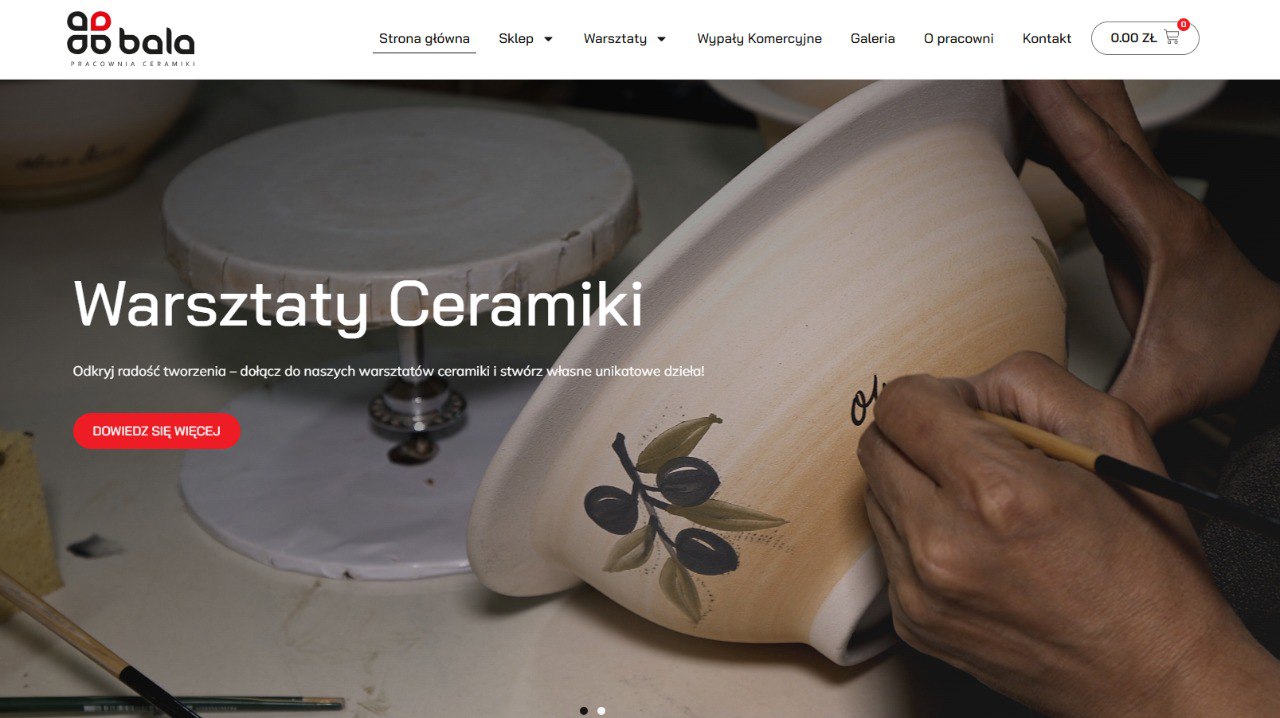 bala
PRACOWNIA CERAMIKI
Strona główna
Sklep
Warsztaty
Wypały Komercyjne
Galeria
O pracowni
Kontakt
0.00 ZŁ
0
Warsztaty Ceramiki
Odkryj radość tworzenia – dołącz do naszych warsztatów ceramiki i stwórz własne unikatowe dzieła!
DOWIEDZ SIĘ WIĘCEJ